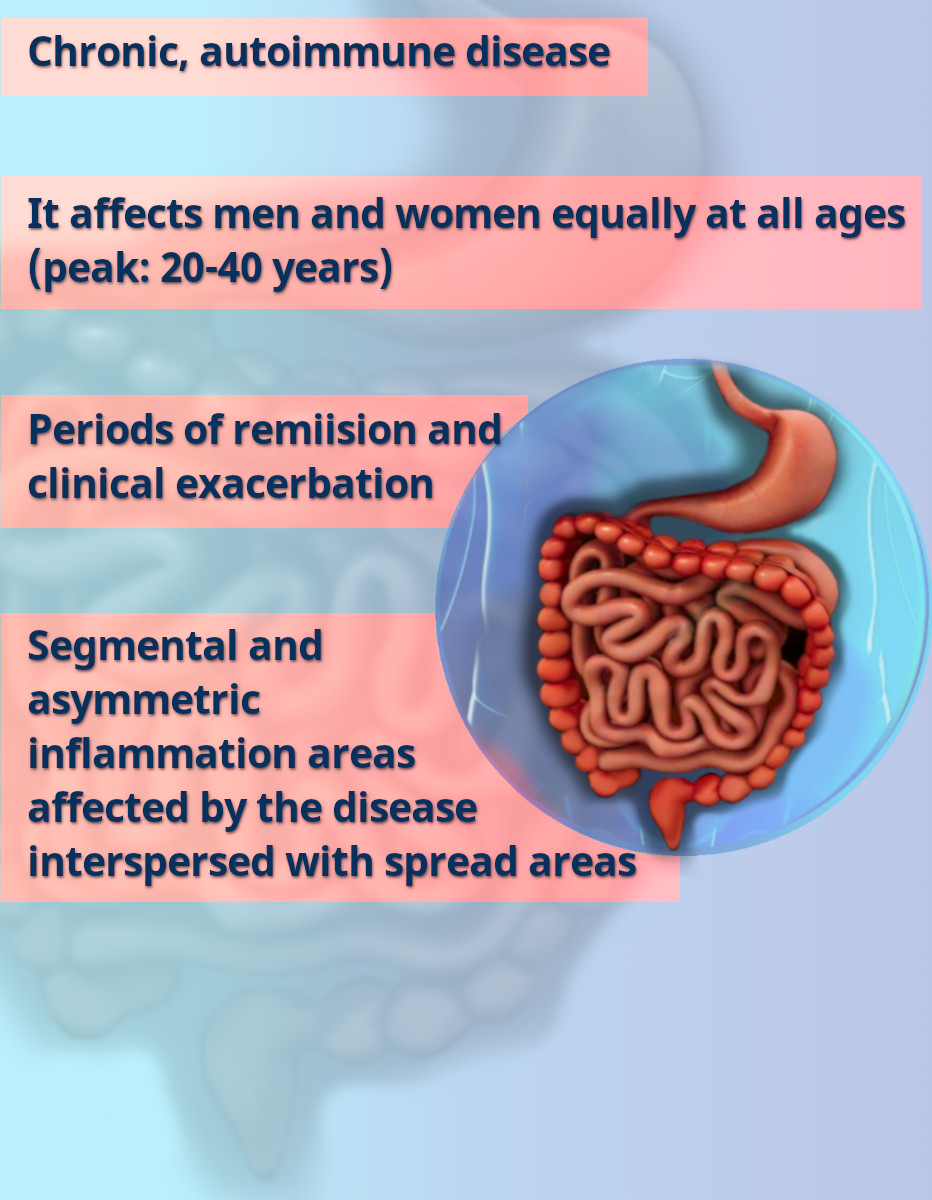 Chronic, autoimmune disease
It affects men and women equally at all ages
(peak: 20-40 years)
Periods of remiision and
clinical exacerbation
Segmental and
asymmetric
inflammation areas
affected by the disease
interspersed with spread areas